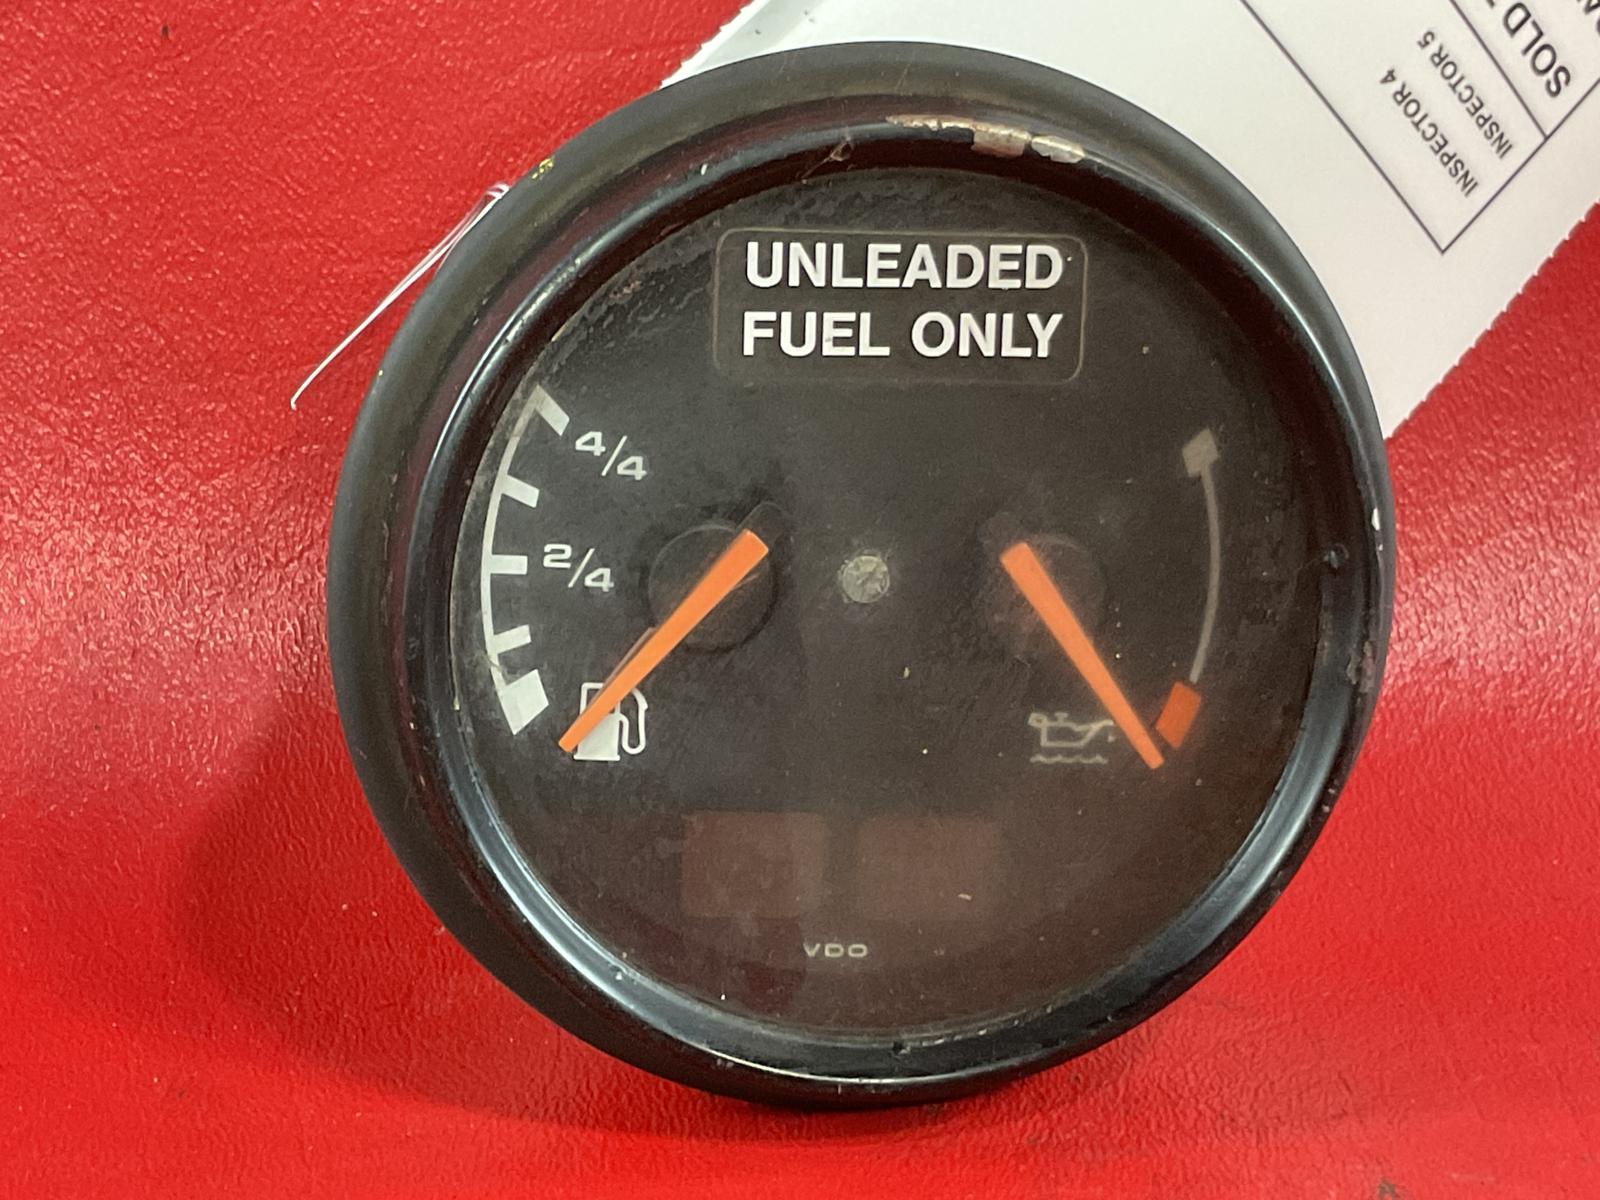 UNLEADED
FUEL ONLY
4/4
2/4
VDO
INSPECTOR 4
INSPECTOR 5
SOLD